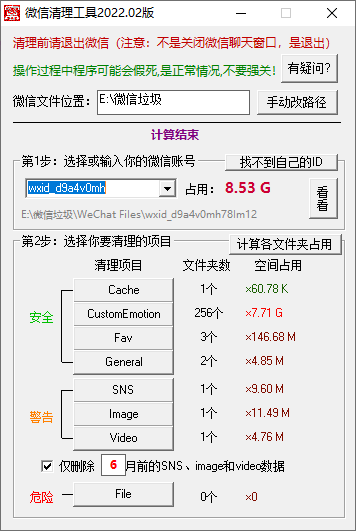 微信清理工具2022.02版
清理前请退出微信（注意：不是关闭微信聊天窗口，是退出）
操作过程中程序可能会假死,是正常情况,不要强关！ 有疑问?
微信文件位置： E:\微信垃圾 手动改路径
计算结束
第1步：选择或输入你的微信账号 找不到自己的ID
wxid_d9a4v0mh 占用： 8.53 G 看看
E:\微信垃圾\WeChat Files\wxid_d9a4v0mh78lm12
第2步：选择你要清理的项目 计算各文件夹占用
清理项目 文件夹数 空间占用
安全
Cache 1个 ×60.78 K
CustomEmotion 256个 ×7.71 G
Fav 3个 ×146.68 M
General 2个 ×4.85 M
警告
SNS 1个 ×9.60 M
Image 1个 ×11.49 M
Video 1个 ×4.76 M
仅删除 6 月前的SNS、image和video数据
危险 File 0个 ×0